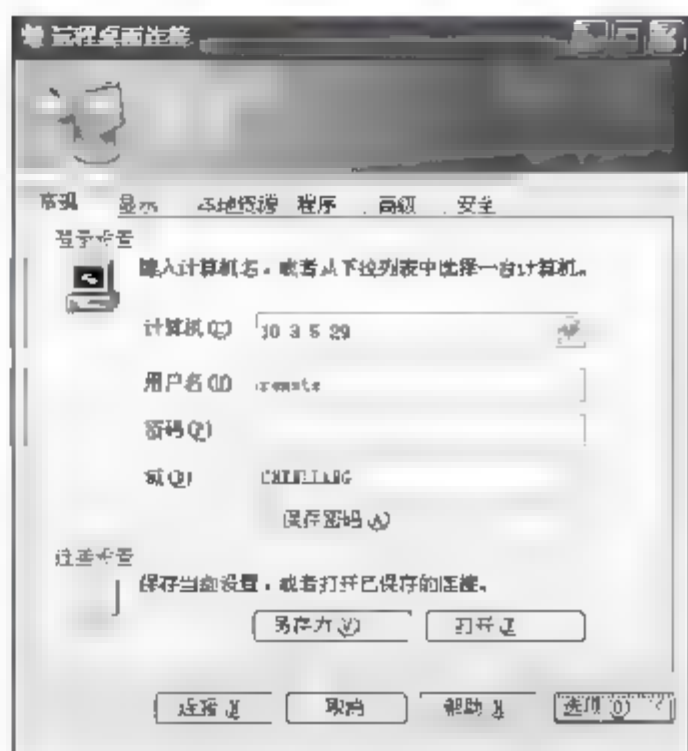 远程桌面连接
常规 显示 本地资源 程序 高级 安全
登录设置
键入计算机名，或者从下拉列表中选择一台计算机。
计算机(C) 10 3 5 29
用户名(U) remote
密码(P)
域(D)
保存密码(A)
连接设置
保存当前设置，或者打开已保存的连接。
另存为(V) 打开(E)
连接(N) 取消 帮助(H) 选项(O)